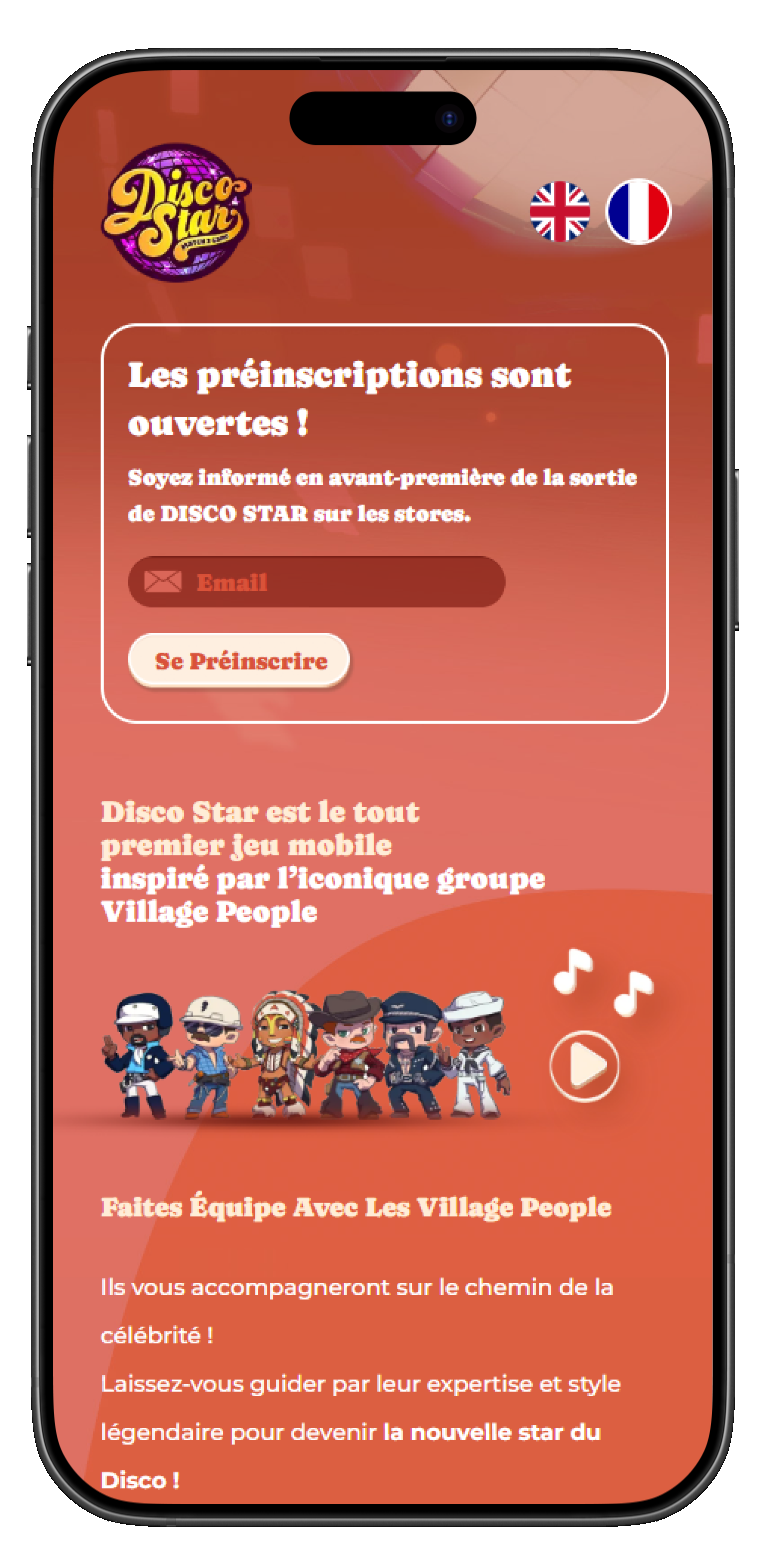 Disco
Star
MATCH 3 GAME
Les préinscriptions sont
ouvertes !
Soyez informé en avant-première de la sortie
de DISCO STAR sur les stores.
Email
Se Préinscrire
Disco Star est le tout
premier jeu mobile
inspiré par l’iconique groupe
Village People
Faites Équipe Avec Les Village People
Ils vous accompagneront sur le chemin de la
célébrité !
Laissez-vous guider par leur expertise et style
légendaire pour devenir la nouvelle star du
Disco !